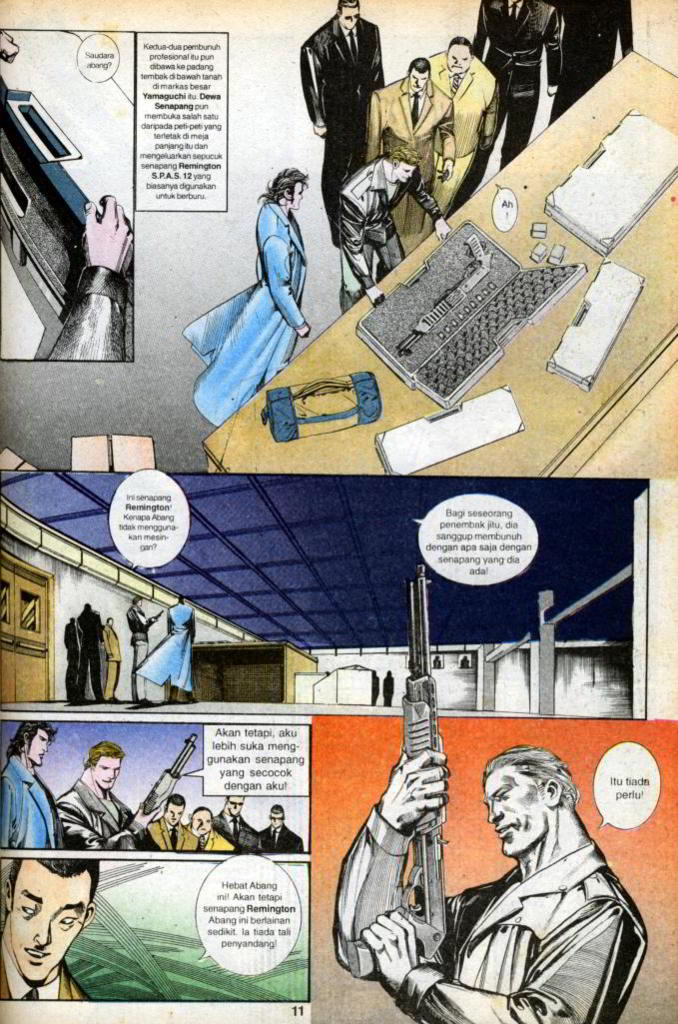 Saudara
abang?
Kedua-dua pembunuh
profesional itu pun
dibawa ke padang
tembak di bawah tanah
di markas besar
Yamaguchi itu. Dewa
Senapang pun
membuka salah satu
daripada peti-peti yang
terletak di meja
panjang itu dan
mengeluarkan sepucuk
senapang Remington
S.P.A.S. 12 yang
biasanya digunakan
untuk berburu.
Ah
!
Ini senapang
Remington!
Kenapa Abang
tidak mengguna-
kan mesin-
gan?
Bagi seseorang
penembak jitu, dia
sanggup membunuh
dengan apa saja dengan
senapang yang dia
ada!
Akan tetapi, aku
lebih suka meng-
gunakan senapang
yang secocok
dengan aku!
Itu tiada
perlu!
Hebat Abang
ini! Akan tetapi
senapang Remington
Abang ini berlainan
sedikit. Ia tiada tali
penyandang!
11